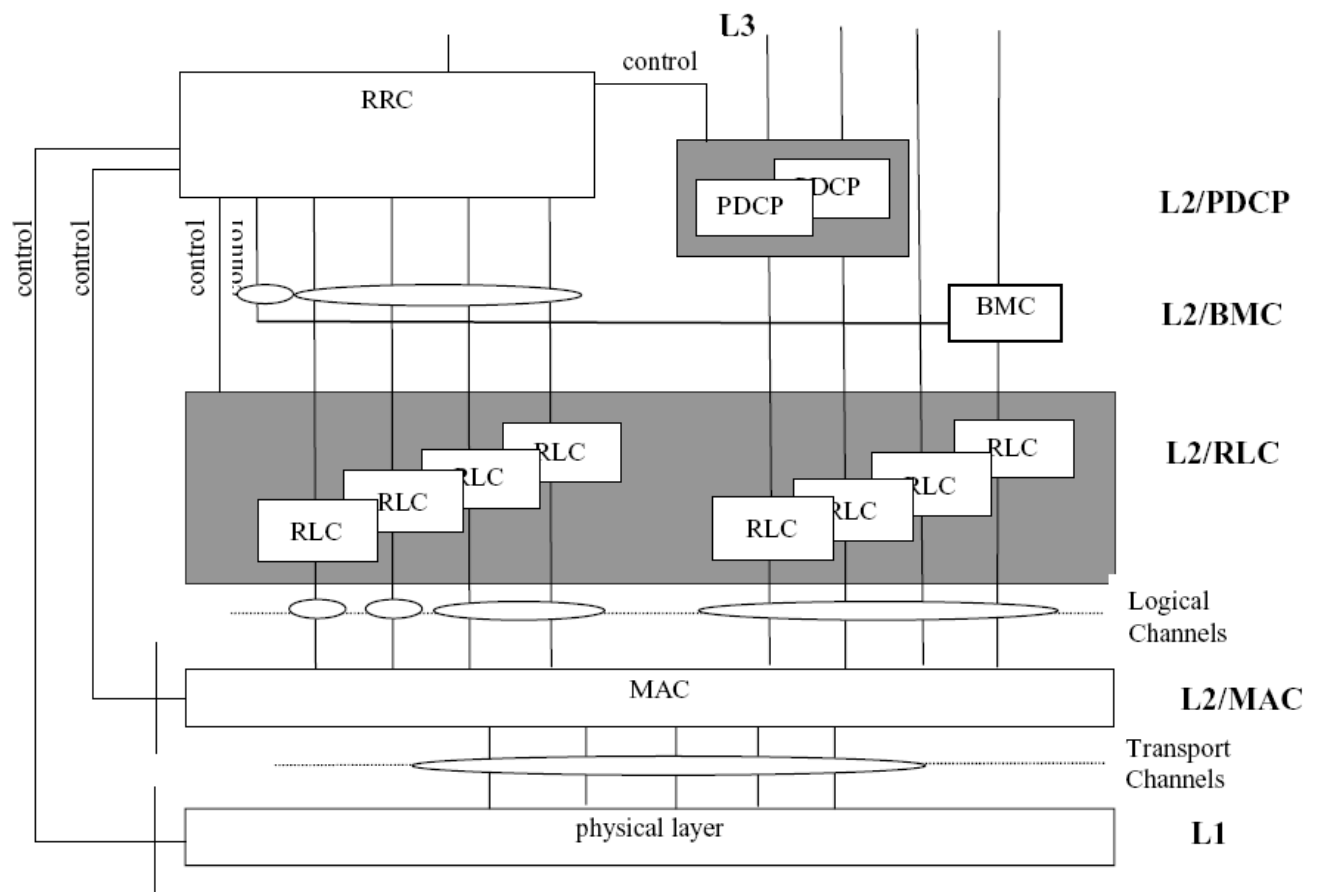 L3
control
RRC
PDCP
PDCP
L2/PDCP
control
control
control
control
BMC
L2/BMC
RLC
RLC
RLC
RLC
RLC
RLC
RLC
RLC
L2/RLC
Logical
Channels
MAC
L2/MAC
Transport
Channels
physical layer
L1